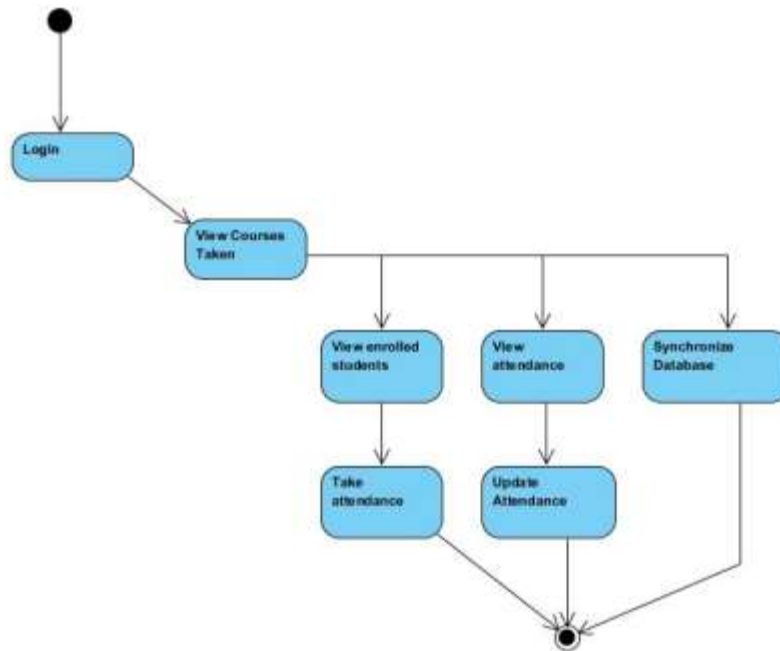 Login
View Courses
Taken
View enrolled
students
View
attendance
Synchronize
Database
Take
attendance
Update
Attendance